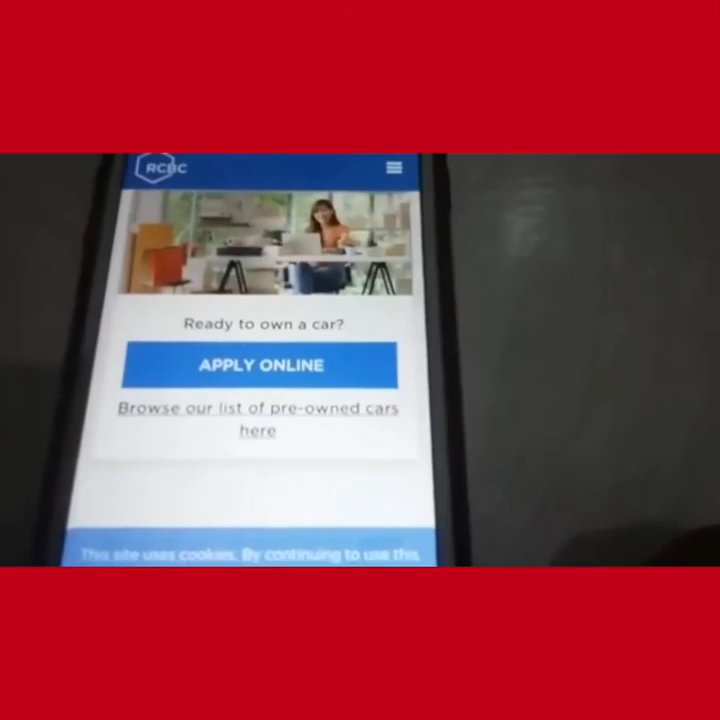 RCBC
Ready to own a car?
APPLY ONLINE
Browse our list of pre-owned cars
here
This site uses cookies. By continuing to use this